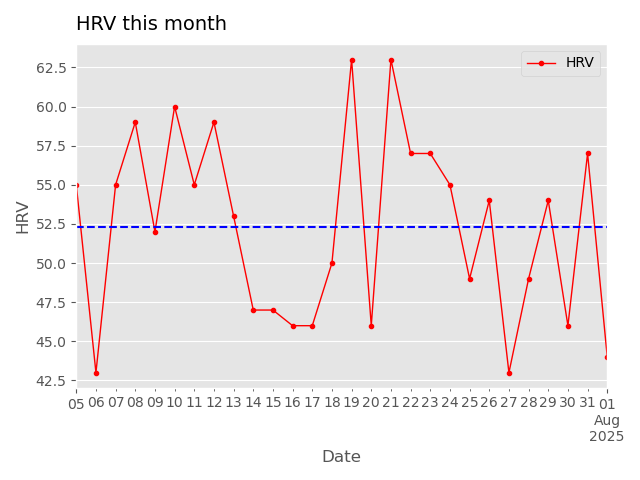 HRV this month
HRV
62.5
60.0
57.5
55.0
52.5
50.0
47.5
45.0
42.5
HRV
05 06 07 08 09 10 11 12 13 14 15 16 17 18 19 20 21 22 23 24 25 26 27 28 29 30 31 01
Aug
2025
Date